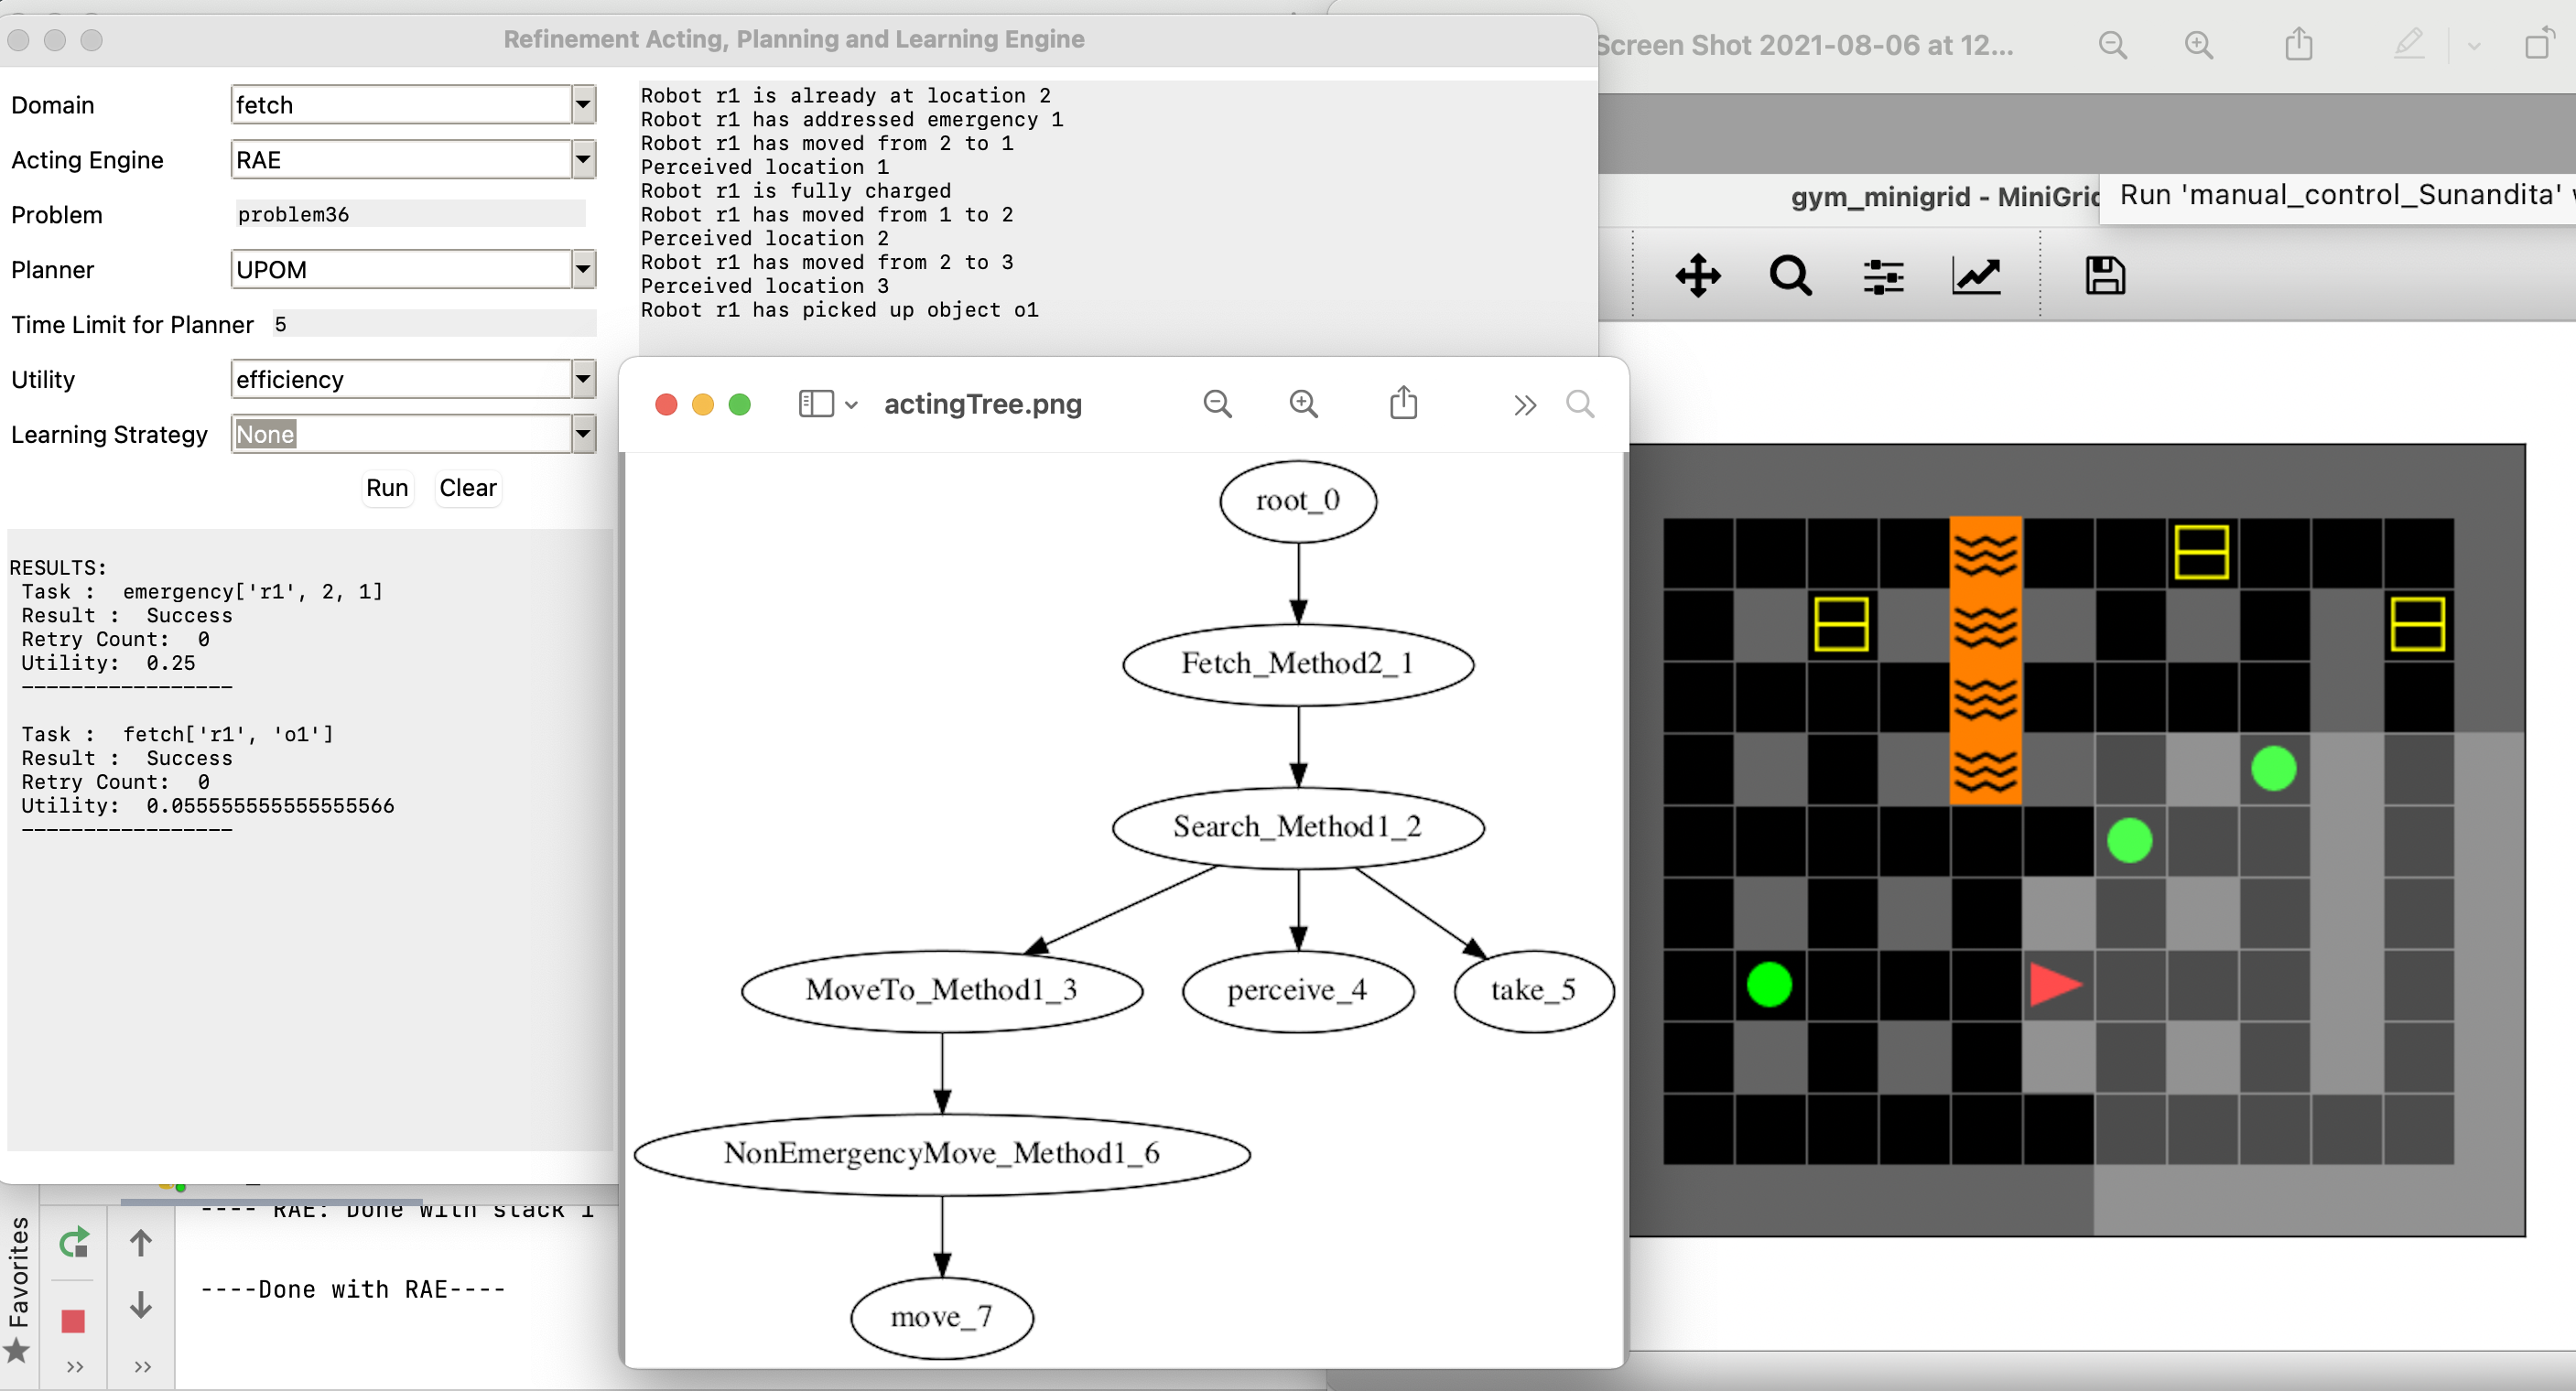 Refinement Acting, Planning and Learning Engine
Domain
fetch
Acting Engine
RAE
Problem
problem36
Planner
UPOM
Time Limit for Planner
5
Utility
efficiency
Learning Strategy
None
Run Clear
RESULTS:
Task : emergency['r1', 2, 1]
Result : Success
Retry Count: 0
Utility: 0.25
-----------------
Task : fetch['r1', 'o1']
Result : Success
Retry Count: 0
Utility: 0.05555555555555566
-----------------
Robot r1 is already at location 2
Robot r1 has addressed emergency 1
Robot r1 has moved from 2 to 1
Perceived location 1
Robot r1 is fully charged
Robot r1 has moved from 1 to 2
Perceived location 2
Robot r1 has moved from 2 to 3
Perceived location 3
Robot r1 has picked up object o1
actingTree.png
root_0
Fetch_Method2_1
Search_Method1_2
MoveTo_Method1_3
perceive_4
take_5
NonEmergencyMove_Method1_6
move_7
Screen Shot 2021-08-06 at 12...
gym_minigrid - MiniGrid
Run 'manual_control_Sunandita'
Favorites
---- RAE: Done with stack 1
----Done with RAE----